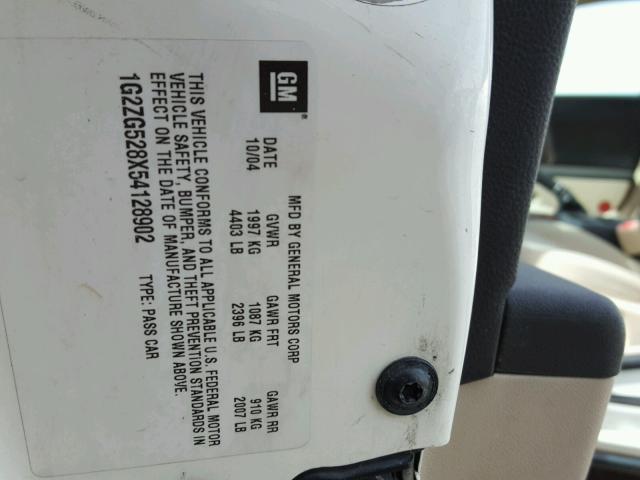 GM
®
MFD BY GENERAL MOTORS CORP
DATE GVWR GAWR FRT GAWR RR
10/04 1997 KG 1087 KG 910 KG
4403 LB 2396 LB 2007 LB
THIS VEHICLE CONFORMS TO ALL APPLICABLE U.S. FEDERAL MOTOR
VEHICLE SAFETY, BUMPER, AND THEFT PREVENTION STANDARDS IN
EFFECT ON THE DATE OF MANUFACTURE SHOWN ABOVE.
1G2ZG528X54128902 TYPE: PASS CAR